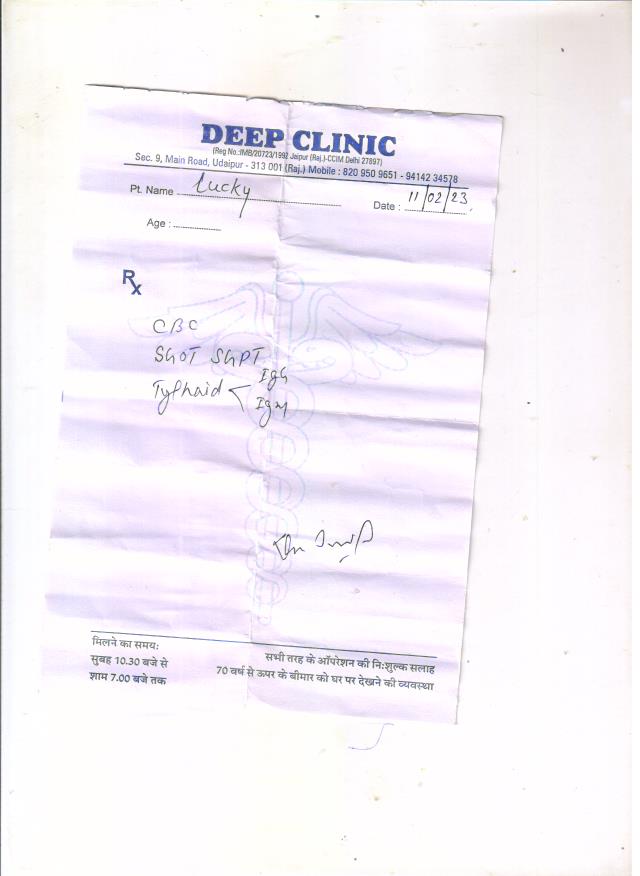 DEEP CLINIC
(Reg No.:IMB/20723/1992 Jaipur (Raj.)-CCIM Delhi 27897)
Sec. 9, Main Road, Udaipur - 313 001 (Raj.) Mobile : 820 950 9651 - 94142 34578
Pt. Name Lucky
Date : 11/02/23
Age :
Rx
CBC
SGOT SGPT
IgG
Typhaid
IgM
मिलने का समय:
सुबह 10.30 बजे से
शाम 7.00 बजे तक
सभी तरह के ऑपरेशन की नि:शुल्क सलाह
70 वर्ष से ऊपर के बीमार को घर पर देखने की व्यवस्था